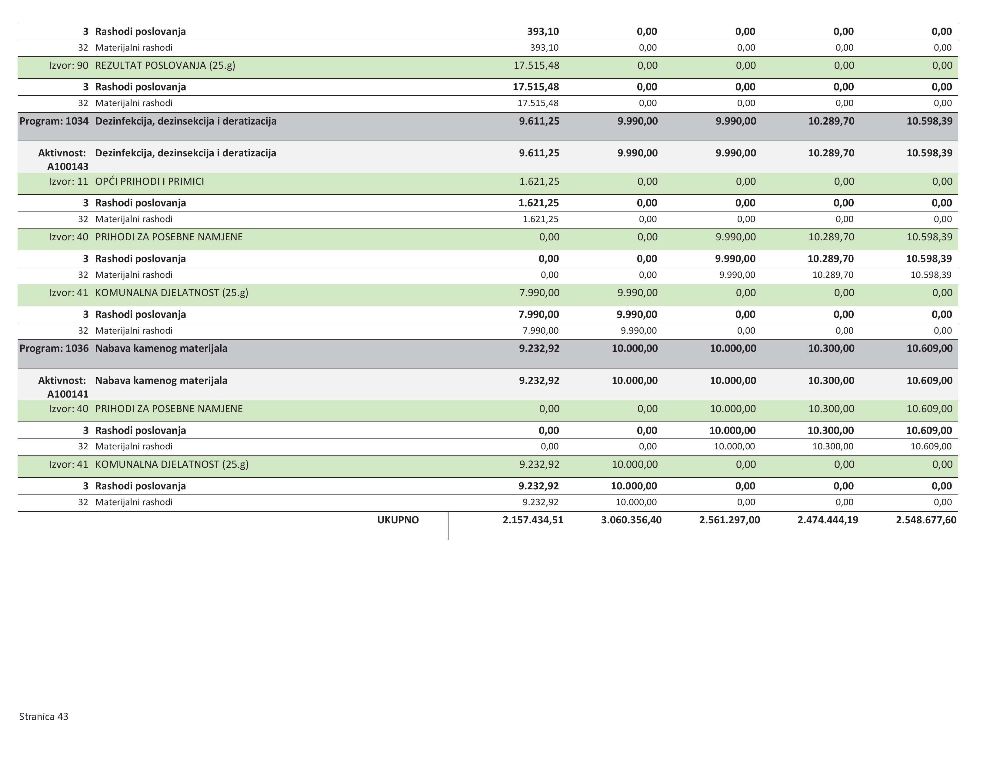 3 Rashodi poslovanja 393,10 0,00 0,00 0,00 0,00
32 Materijalni rashodi 393,10 0,00 0,00 0,00 0,00
Izvor: 90 REZULTAT POSLOVANJA (25.g) 17.515,48 0,00 0,00 0,00 0,00
3 Rashodi poslovanja 17.515,48 0,00 0,00 0,00 0,00
32 Materijalni rashodi 17.515,48 0,00 0,00 0,00 0,00
Program: 1034 Dezinfekcija, dezinsekcija i deratizacija 9.611,25 9.990,00 9.990,00 10.289,70 10.598,39
Aktivnost: Dezinfekcija, dezinsekcija i deratizacija 9.611,25 9.990,00 9.990,00 10.289,70 10.598,39
A100143
Izvor: 11 OPĆI PRIHODI I PRIMICI 1.621,25 0,00 0,00 0,00 0,00
3 Rashodi poslovanja 1.621,25 0,00 0,00 0,00 0,00
32 Materijalni rashodi 1.621,25 0,00 0,00 0,00 0,00
Izvor: 40 PRIHODI ZA POSEBNE NAMJENE 0,00 0,00 9.990,00 10.289,70 10.598,39
3 Rashodi poslovanja 0,00 0,00 9.990,00 10.289,70 10.598,39
32 Materijalni rashodi 0,00 0,00 9.990,00 10.289,70 10.598,39
Izvor: 41 KOMUNALNA DJELATNOST (25.g) 7.990,00 9.990,00 0,00 0,00 0,00
3 Rashodi poslovanja 7.990,00 9.990,00 0,00 0,00 0,00
32 Materijalni rashodi 7.990,00 9.990,00 0,00 0,00 0,00
Program: 1036 Nabava kamenog materijala 9.232,92 10.000,00 10.000,00 10.300,00 10.609,00
Aktivnost: Nabava kamenog materijala 9.232,92 10.000,00 10.000,00 10.300,00 10.609,00
A100141
Izvor: 40 PRIHODI ZA POSEBNE NAMJENE 0,00 0,00 10.000,00 10.300,00 10.609,00
3 Rashodi poslovanja 0,00 0,00 10.000,00 10.300,00 10.609,00
32 Materijalni rashodi 0,00 0,00 10.000,00 10.300,00 10.609,00
Izvor: 41 KOMUNALNA DJELATNOST (25.g) 9.232,92 10.000,00 0,00 0,00 0,00
3 Rashodi poslovanja 9.232,92 10.000,00 0,00 0,00 0,00
32 Materijalni rashodi 9.232,92 10.000,00 0,00 0,00 0,00
UKUPNO 2.157.434,51 3.060.356,40 2.561.297,00 2.474.444,19 2.548.677,60
Stranica 43